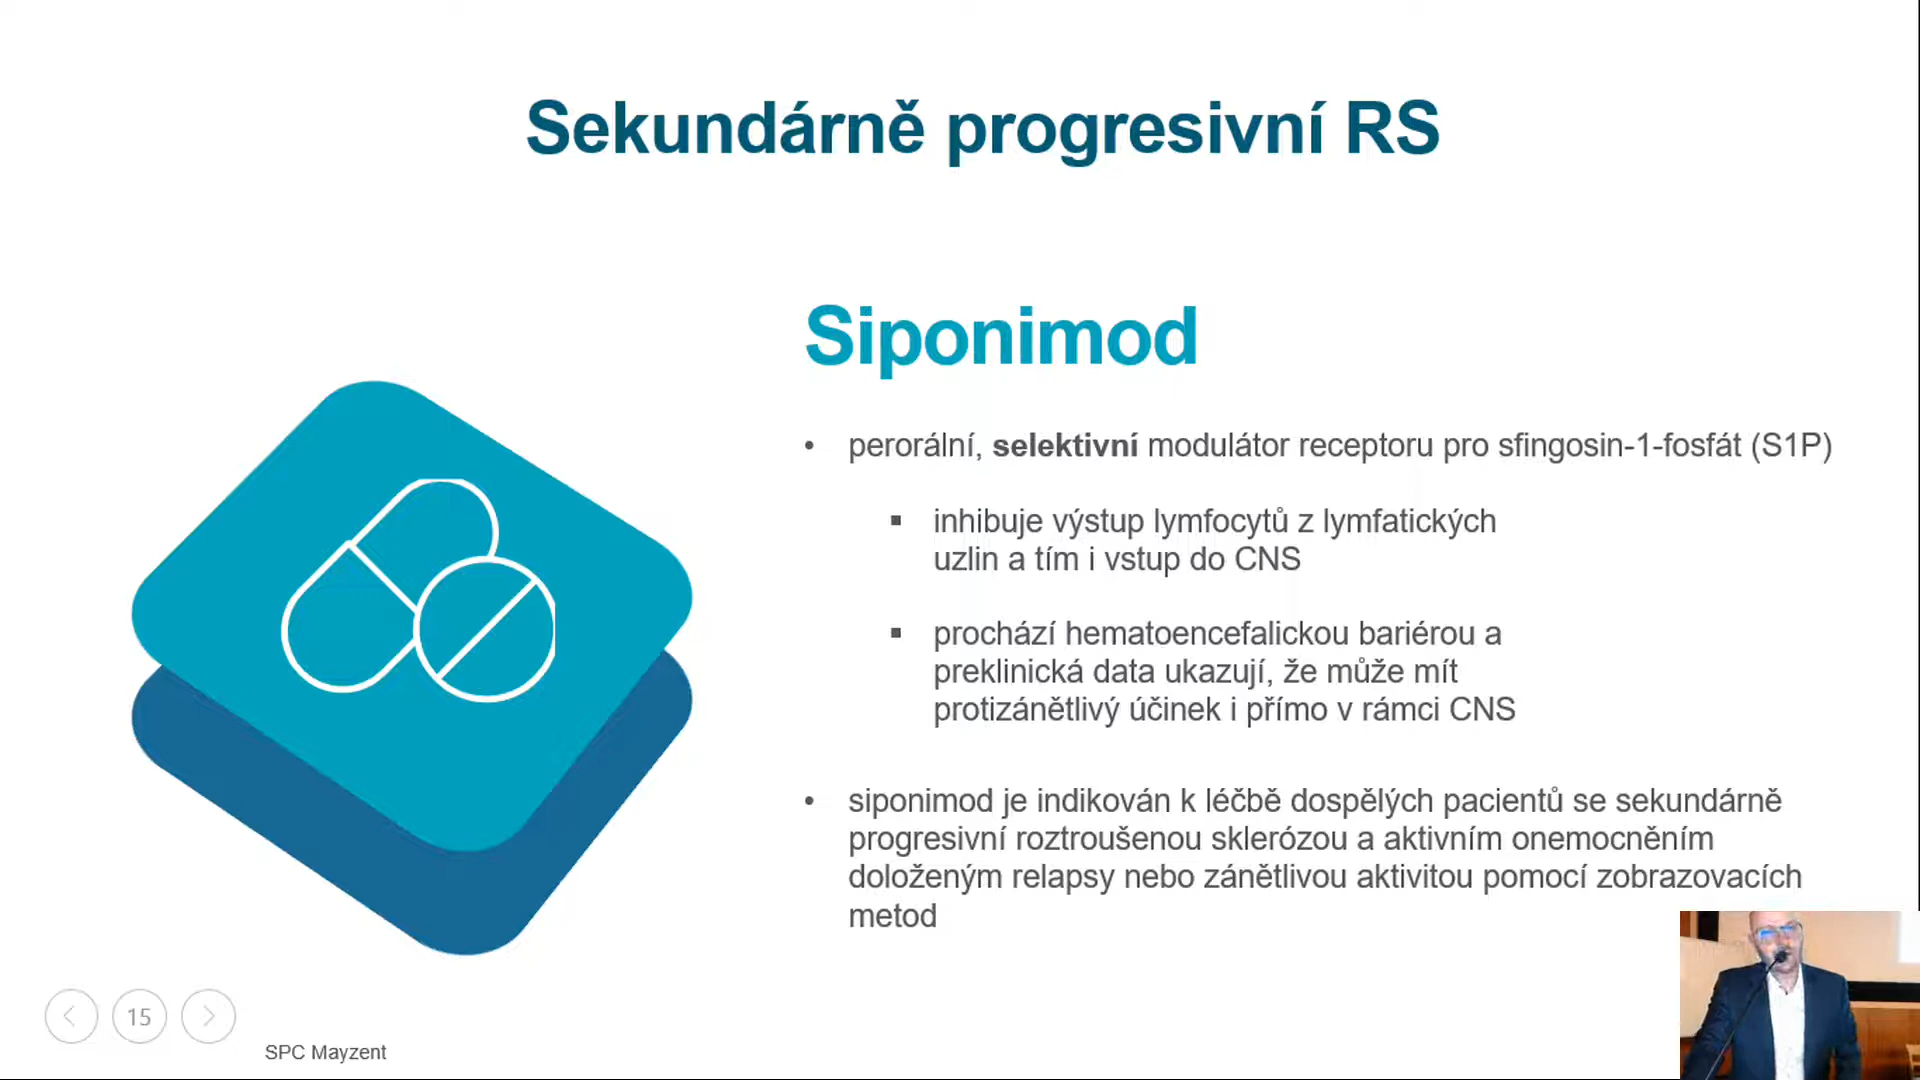 Sekundárně progresivní RS
Siponimod
• perorální, selektivní modulátor receptoru pro sfingosin-1-fosfát (S1P)
▪ inhibuje výstup lymfocytů z lymfatických
uzlin a tím i vstup do CNS
▪ prochází hematoencefalickou bariérou a
preklinická data ukazují, že může mít
protizánětlivý účinek i přímo v rámci CNS
• siponimod je indikován k léčbě dospělých pacientů se sekundárně
progresivní roztroušenou sklerózou a aktivním onemocněním
doloženým relapsy nebo zánětlivou aktivitou pomocí zobrazovacích
metod
15
SPC Mayzent